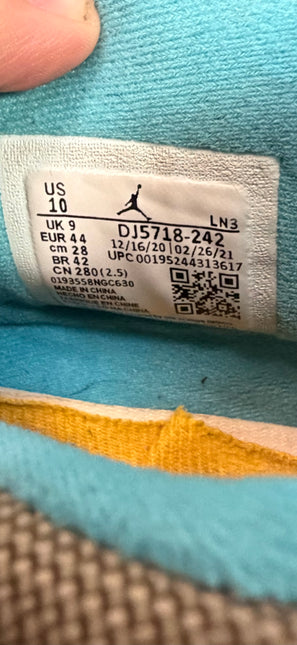 US
10
LN3
UK 9
EUR 44
cm 28
BR 42
CN 280(2.5)
0193558NGC630
DJ5718-242
12/16/20 02/26/21
UPC 00195244313617
MADE IN CHINA
HECHO EN CHINA
FABRIQUE EN CHINE